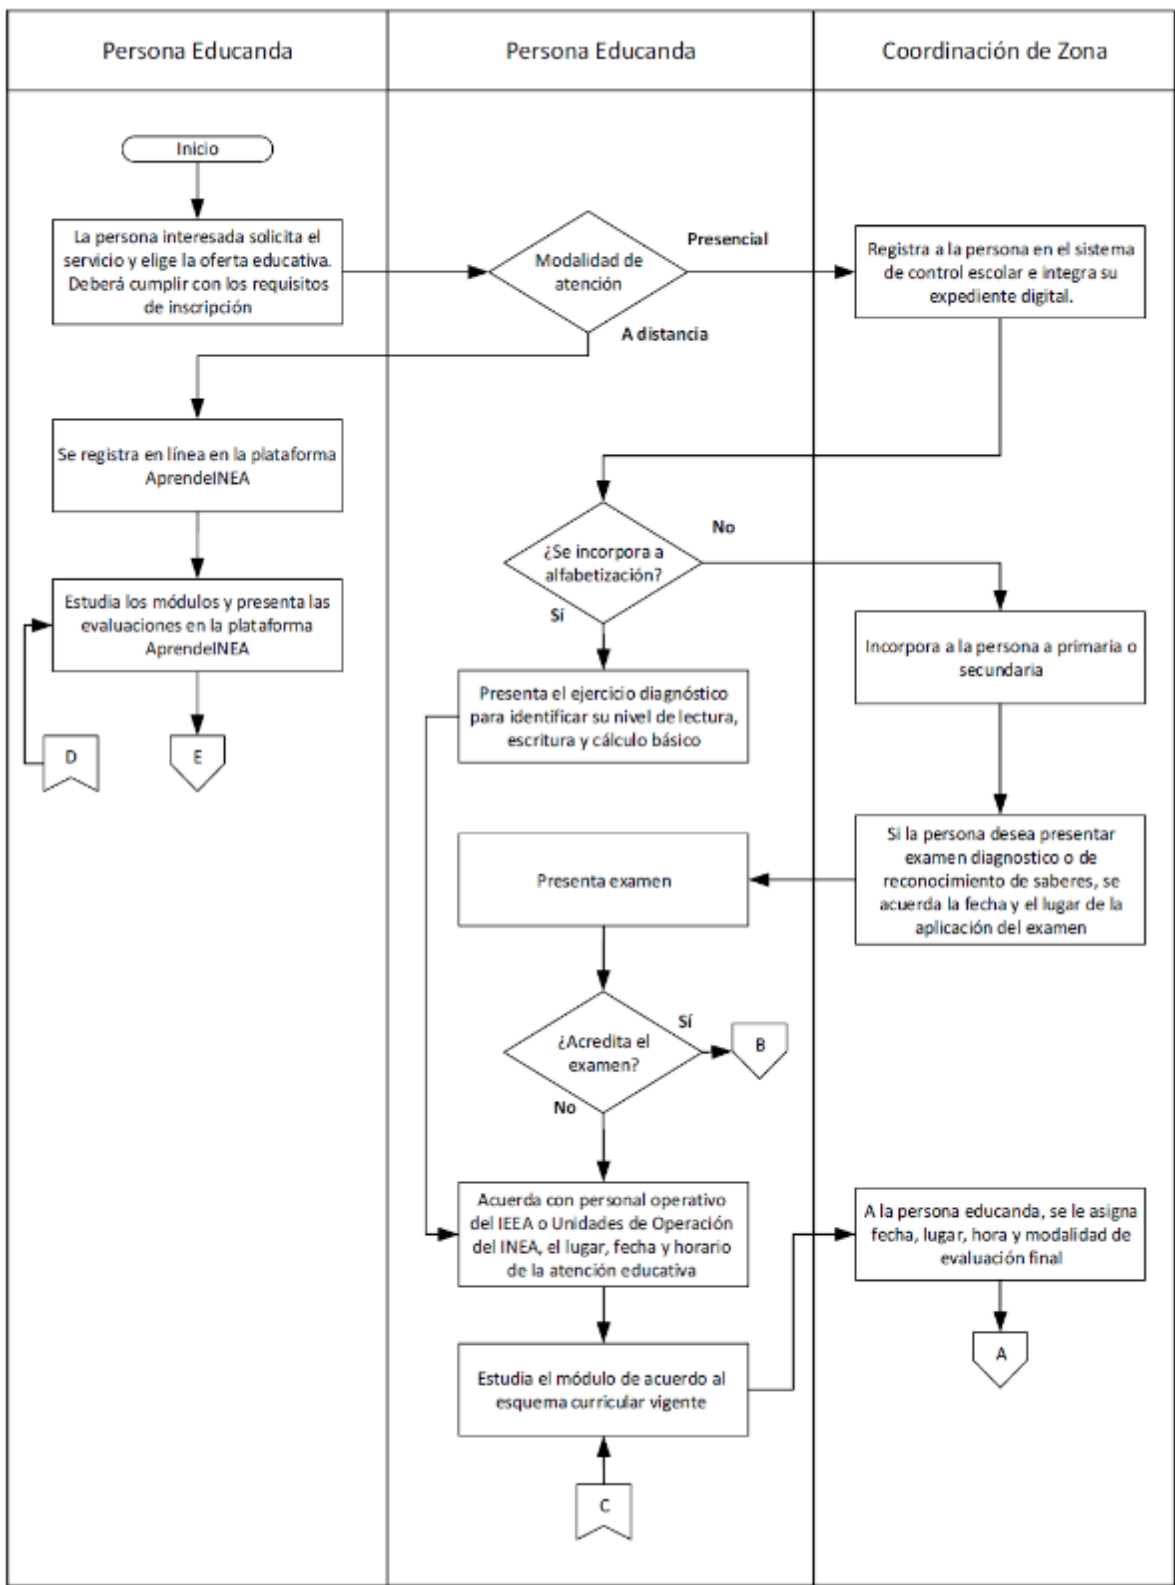 Persona Educanda
Persona Educanda
Coordinación de Zona
Inicio
La persona interesada solicita el
servicio y elige la oferta educativa.
Deberá cumplir con los requisitos
de inscripción
Modalidad de
atención
Presencial
A distancia
Registra a la persona en el sistema
de control escolar e integra su
expediente digital.
Se registra en línea en la plataforma
AprendeINEA
¿Se incorpora a
alfabetización?
No
Sí
Estudia los módulos y presenta las
evaluaciones en la plataforma
AprendeINEA
Incorpora a la persona a primaria o
secundaria
Presenta el ejercicio diagnóstico
para identificar su nivel de lectura,
escritura y cálculo básico
D
E
Si la persona desea presentar
examen diagnostico o de
reconocimiento de saberes, se
acuerda la fecha y el lugar de la
aplicación del examen
Presenta examen
¿Acredita el
examen?
Sí
B
No
Acuerda con personal operativo
del IEEA o Unidades de Operación
del INEA, el lugar, fecha y horario
de la atención educativa
A la persona educanda, se le asigna
fecha, lugar, hora y modalidad de
evaluación final
A
Estudia el módulo de acuerdo al
esquema curricular vigente
C